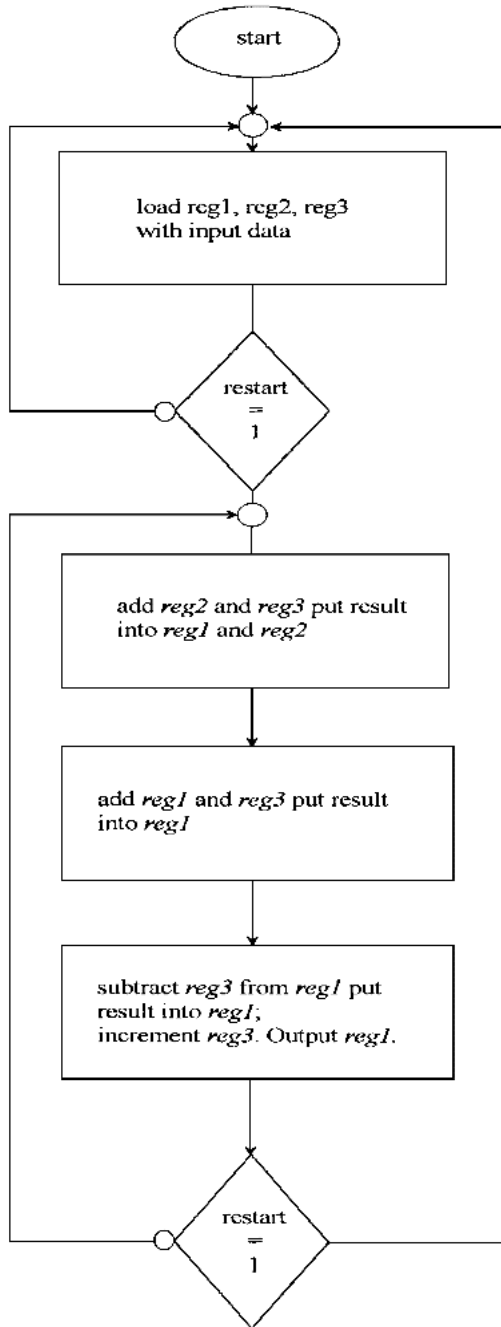 start
load reg1, reg2, reg3
with input data
restart
=
1
add reg2 and reg3 put result
into reg1 and reg2
add reg1 and reg3 put result
into reg1
subtract reg3 from reg1 put
result into reg1;
increment reg3. Output reg1.
restart
=
1